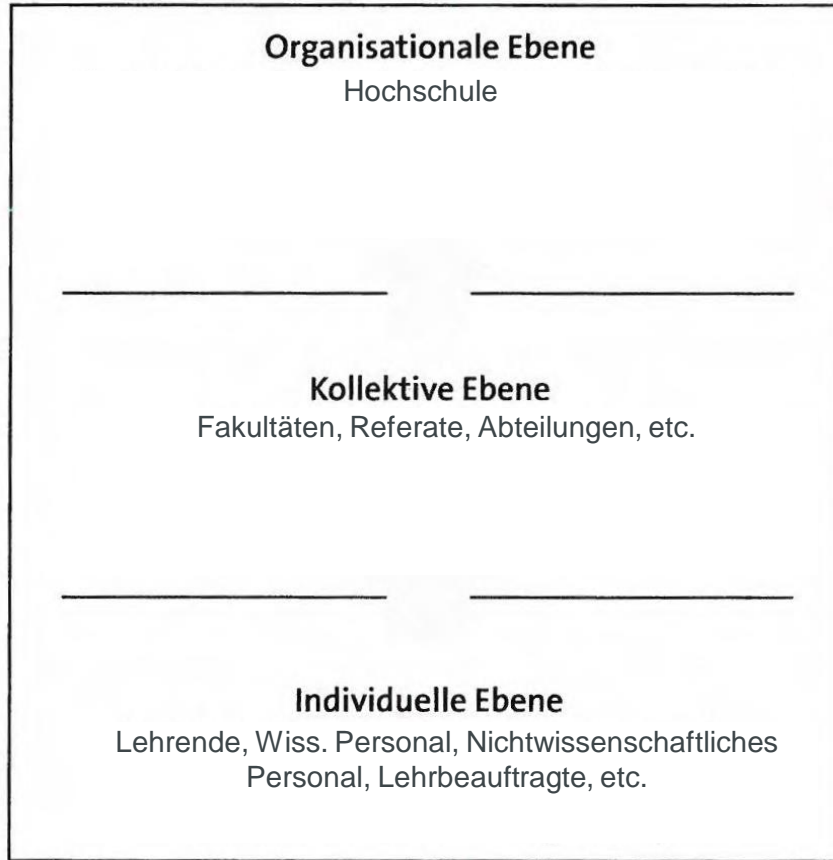 Organisationale Ebene
Hochschule
Kollektive Ebene
Fakultäten, Referate, Abteilungen, etc.
Individuelle Ebene
Lehrende, Wiss. Personal, Nichtwissenschaftliches
Personal, Lehrbeauftragte, etc.